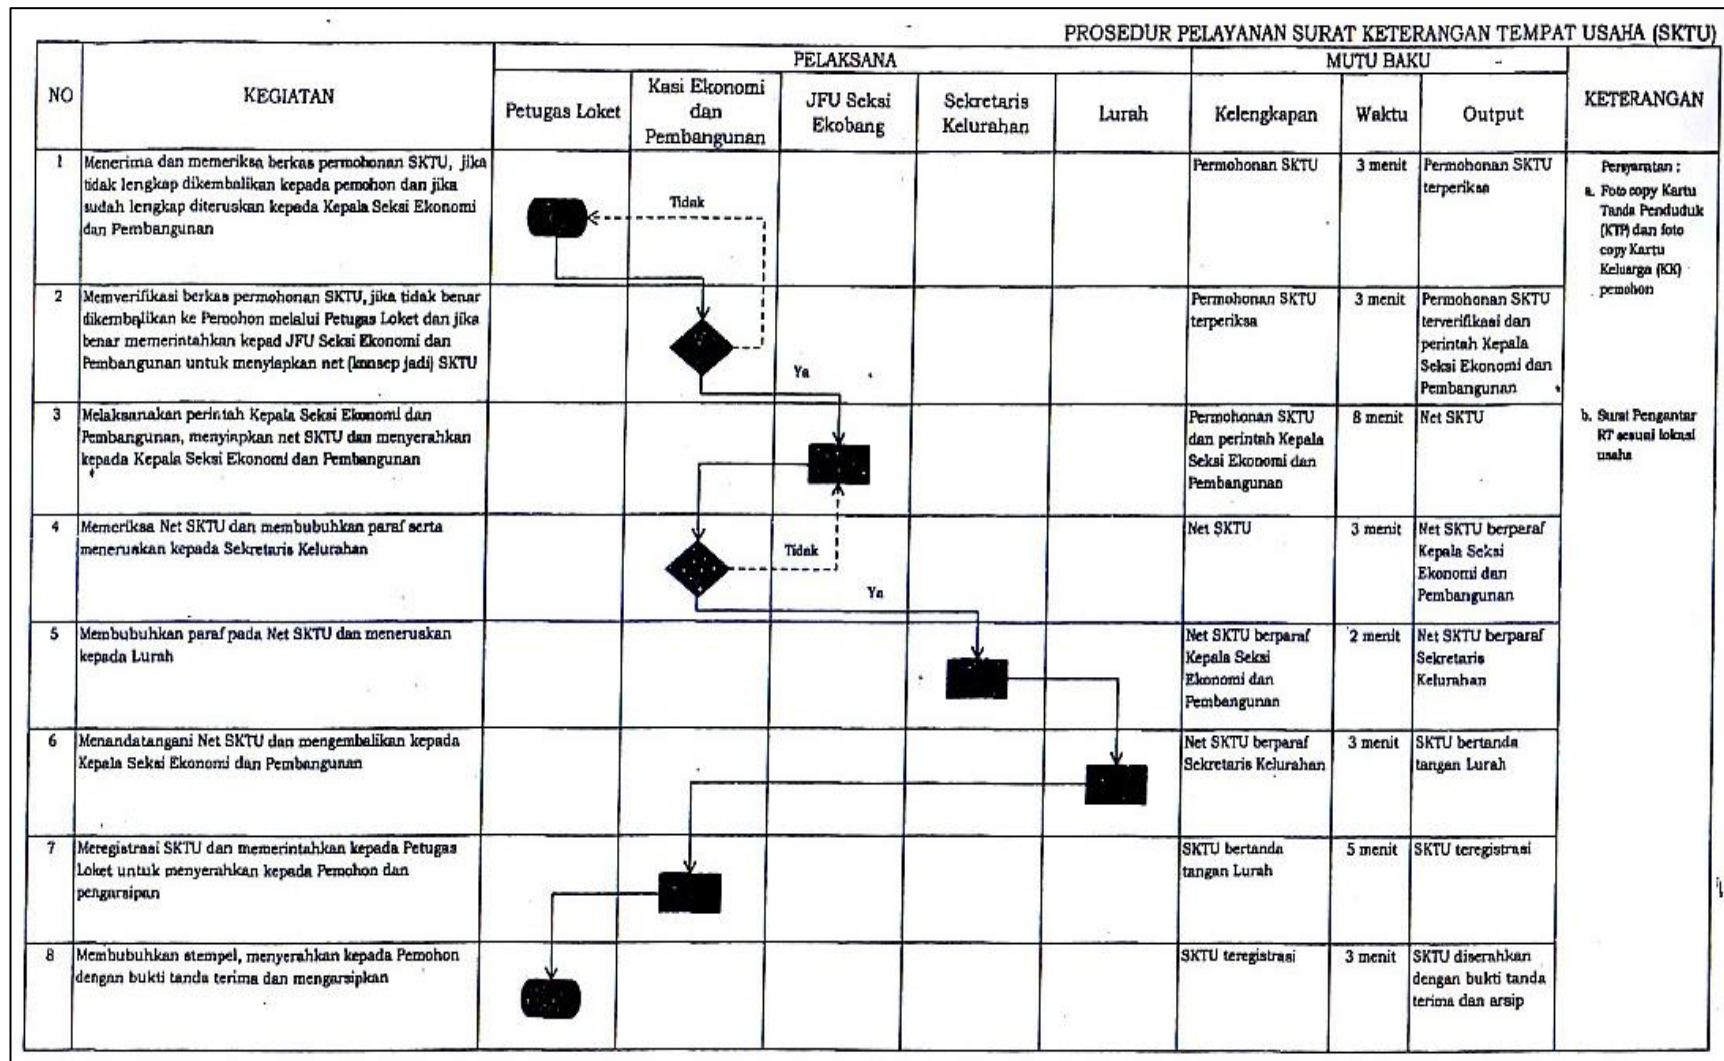 PROSEDUR PELAYANAN SURAT KETERANGAN TEMPAT USAHA (SKTU)
NO
KEGIATAN
PELAKSANA
MUTU BAKU
KETERANGAN
Petugas Loket
Kasi Ekonomi
dan
Pembangunan
JFU Seksi
Ekobang
Sekretaris
Kelurahan
Lurah
Kelengkapan
Waktu
Output
1
Menerima dan memeriksa berkas permohonan SKTU, jika
tidak lengkap dikembalikan kepada pemohon dan jika
sudah lengkap diteruskan kepada Kepala Seksi Ekonomi
dan Pembangunan
Tidak
Permohonan SKTU
3 menit
Permohonan SKTU
terperiksa
Persyaratan :
a. Foto copy Kartu
Tanda Penduduk
(KTP) dan foto
copy Kartu
Keluarga (KK)
pemohon
2
Memverifikasi berkas permohonan SKTU, jika tidak benar
dikembalikan ke Pemohon melalui Petugas Loket dan jika
benar memerintahkan kepad JFU Seksi Ekonomi dan
Pembangunan untuk menyiapkan net (konsep jadi) SKTU
Ya
Permohonan SKTU
terperiksa
3 menit
Permohonan SKTU
terverifikasi dan
perintah Kepala
Seksi Ekonomi dan
Pembangunan
3
Melaksanakan perintah Kepala Seksi Ekonomi dan
Pembangunan, menyiapkan net SKTU dan menyerahkan
kepada Kepala Seksi Ekonomi dan Pembangunan
Permohonan SKTU
dan perintah Kepala
Seksi Ekonomi dan
Pembangunan
8 menit
Net SKTU
b. Surat Pengantar
RT sesuai lokasi
usaha
4
Memeriksa Net SKTU dan membubuhkan paraf serta
meneruskan kepada Sekretaris Kelurahan
Tidak
Ya
Net SKTU
3 menit
Net SKTU berparaf
Kepala Seksi
Ekonomi dan
Pembangunan
5
Membubuhkan paraf pada Net SKTU dan meneruskan
kepada Lurah
Net SKTU berparaf
Kepala Seksi
Ekonomi dan
Pembangunan
2 menit
Net SKTU berparaf
Sekretaris
Kelurahan
6
Menandatangani Net SKTU dan mengembalikan kepada
Kepala Seksi Ekonomi dan Pembangunan
Net SKTU berparaf
Sekretaris Kelurahan
3 menit
SKTU bertanda
tangan Lurah
7
Meregistrasi SKTU dan memerintahkan kepada Petugas
Loket untuk menyerahkan kepada Pemohon dan
pengarsipan
SKTU bertanda
tangan Lurah
5 menit
SKTU teregistrasi
8
Membubuhkan stempel, menyerahkan kepada Pemohon
dengan bukti tanda terima dan mengarsipkan
SKTU teregistrasi
3 menit
SKTU diserahkan
dengan bukti tanda
terima dan arsip